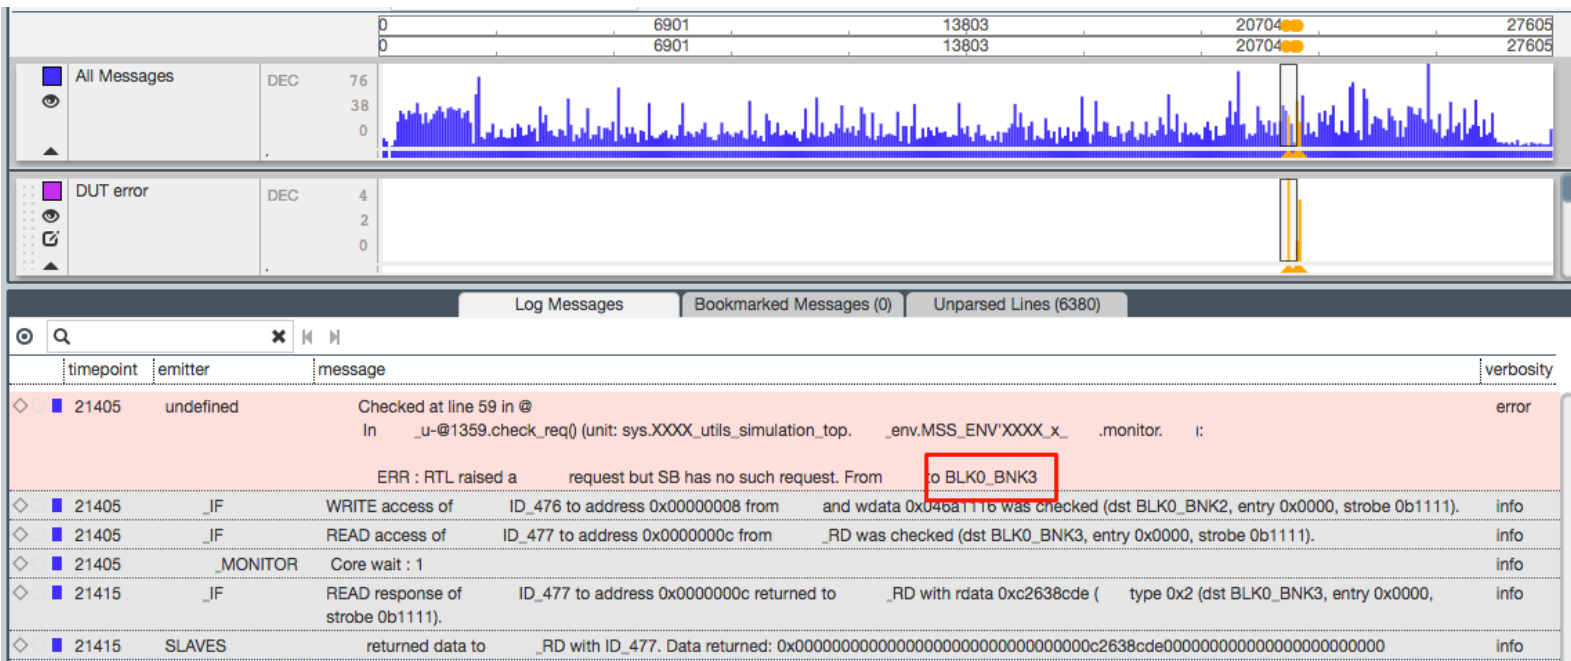 0 6901 13803 20704 27605
0 6901 13803 20704 27605
All Messages DEC 76
38
0
DUT error DEC 4
2
0
Log Messages Bookmarked Messages (0) Unparsed Lines (6380)
timepoint emitter message verbosity
21405 undefined Checked at line 59 in @ error
In _u-@1359.check_req() (unit: sys.XXXX_utils_simulation_top. _env.MSS_ENV'XXXX_x_ .monitor. :
ERR : RTL raised a request but SB has no such request. From to BLK0_BNK3
21405 _IF WRITE access of ID_476 to address 0x00000008 from and wdata 0x046a1116 was checked (dst BLK0_BNK2, entry 0x0000, strobe 0b1111). info
21405 _IF READ access of ID_477 to address 0x0000000c from _RD was checked (dst BLK0_BNK3, entry 0x0000, strobe 0b1111). info
21405 _MONITOR Core wait : 1 info
21415 _IF READ response of ID_477 to address 0x0000000c returned to _RD with rdata 0xc2638cde ( type 0x2 (dst BLK0_BNK3, entry 0x0000, info
strobe 0b1111).
21415 SLAVES returned data to _RD with ID_477. Data returned: 0x00000000000000000000000000000000c2638cde000000000000000000000000 info